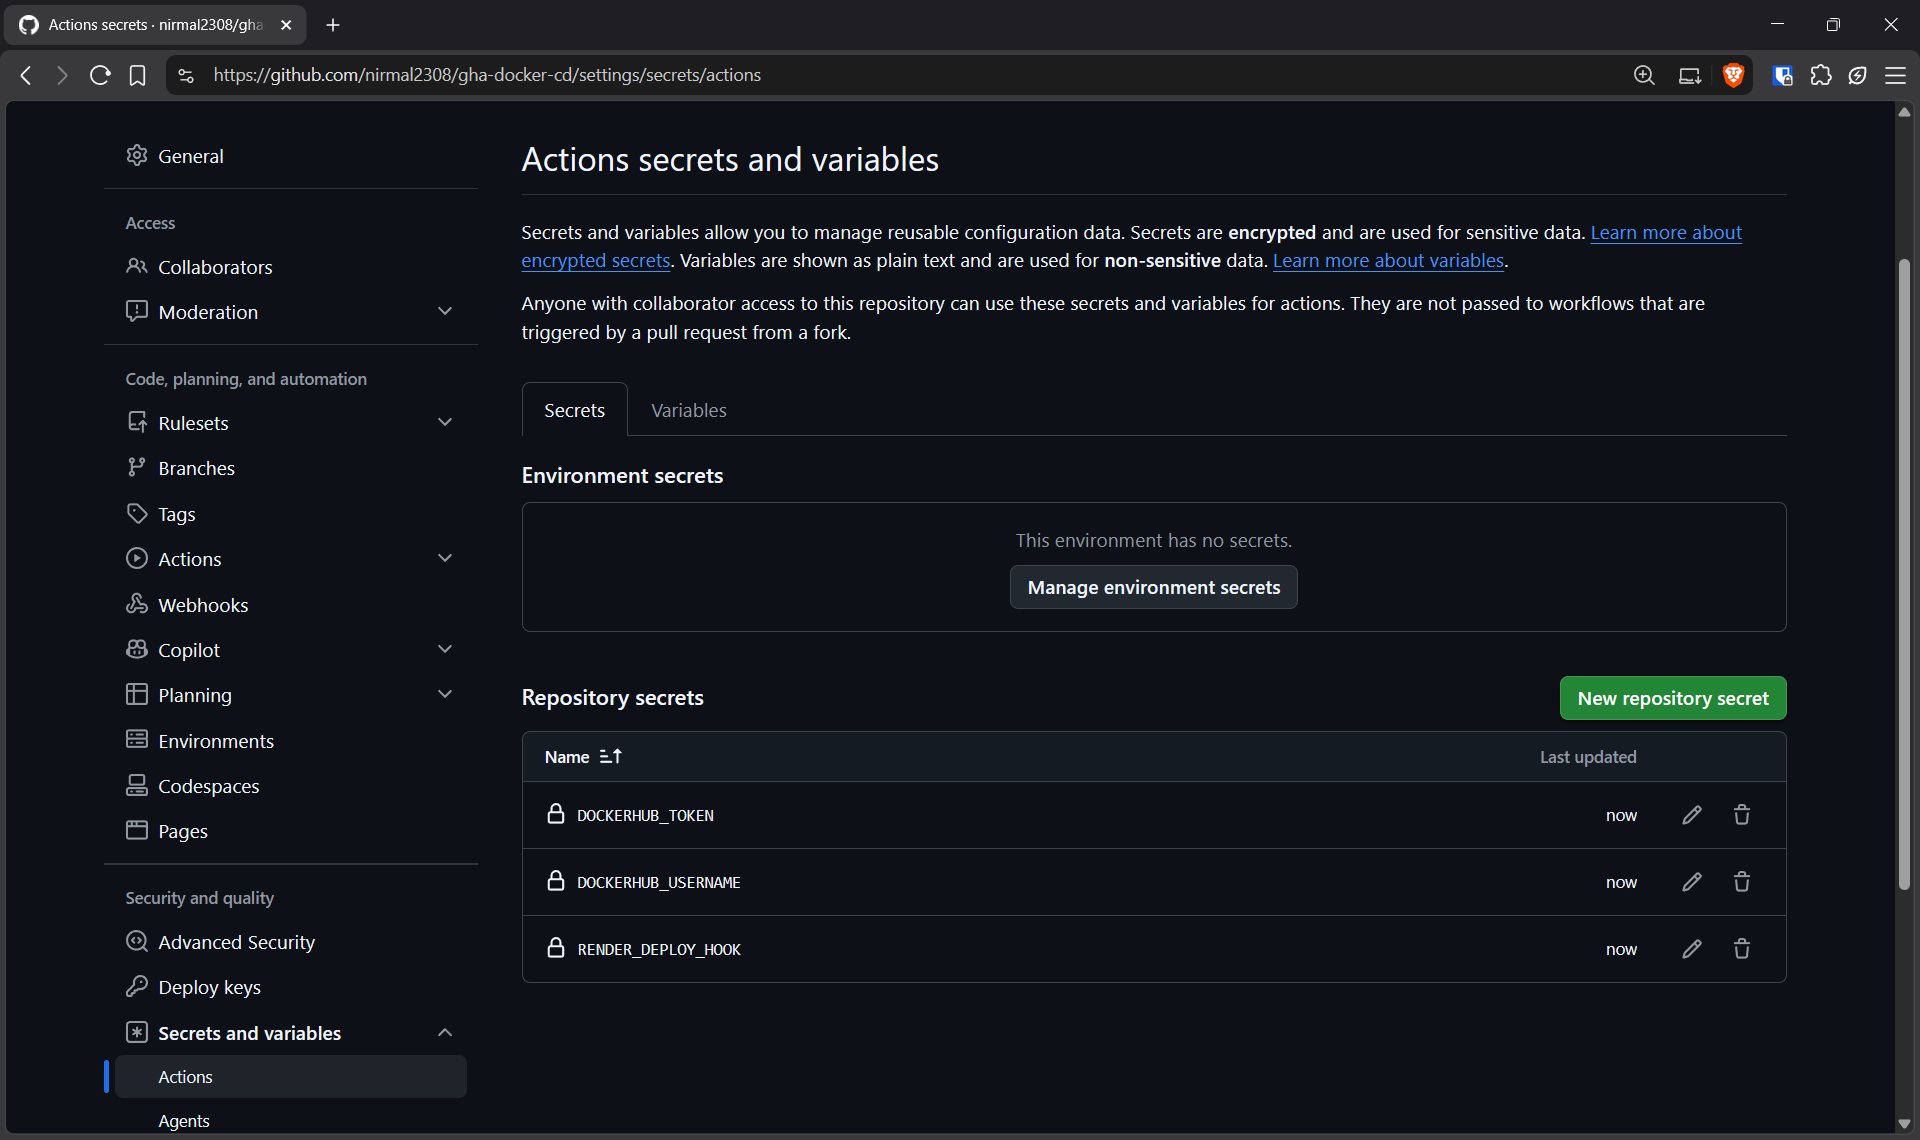 Actions secrets · nirmal2308/gha
https://github.com/nirmal2308/gha-docker-cd/settings/secrets/actions
General
Access
Collaborators
Moderation
Code, planning, and automation
Rulesets
Branches
Tags
Actions
Webhooks
Copilot
Planning
Environments
Codespaces
Pages
Security and quality
Advanced Security
Deploy keys
Secrets and variables
Actions
Agents
Actions secrets and variables
Secrets and variables allow you to manage reusable configuration data. Secrets are encrypted and are used for sensitive data. Learn more about
encrypted secrets. Variables are shown as plain text and are used for non-sensitive data. Learn more about variables.
Anyone with collaborator access to this repository can use these secrets and variables for actions. They are not passed to workflows that are
triggered by a pull request from a fork.
Secrets Variables
Environment secrets
This environment has no secrets.
Manage environment secrets
Repository secrets New repository secret
Name Last updated
DOCKERHUB_TOKEN now
DOCKERHUB_USERNAME now
RENDER_DEPLOY_HOOK now